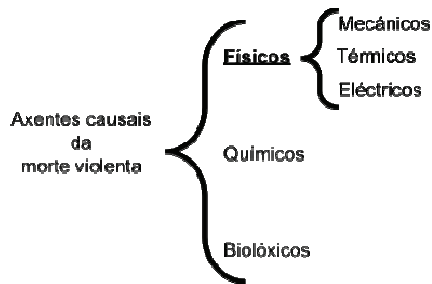 Axentes causais
da
morte violenta
Físicos
Mecánicos
Térmicos
Eléctricos
Químicos
Biolóxicos